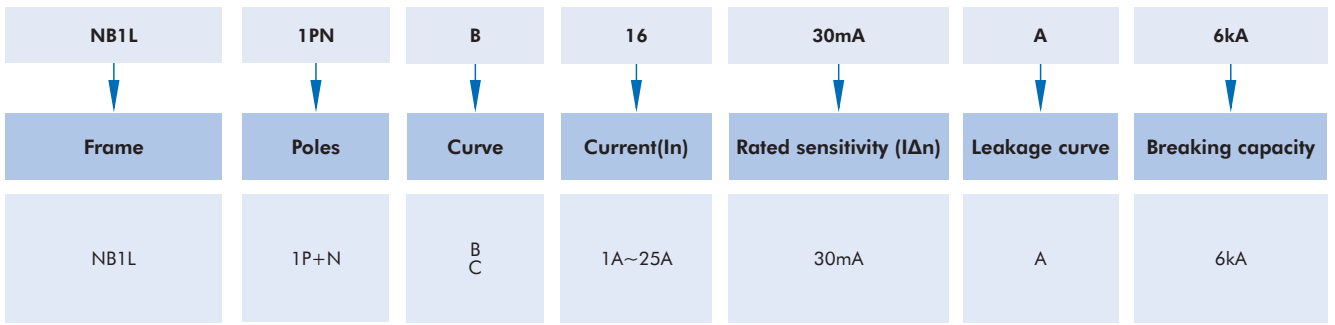 NB1L 1PN B 16 30mA A 6kA
Frame Poles Curve Current(In) Rated sensitivity (IΔn) Leakage curve Breaking capacity
NB1L 1P+N B 1A~25A 30mA A 6kA
C